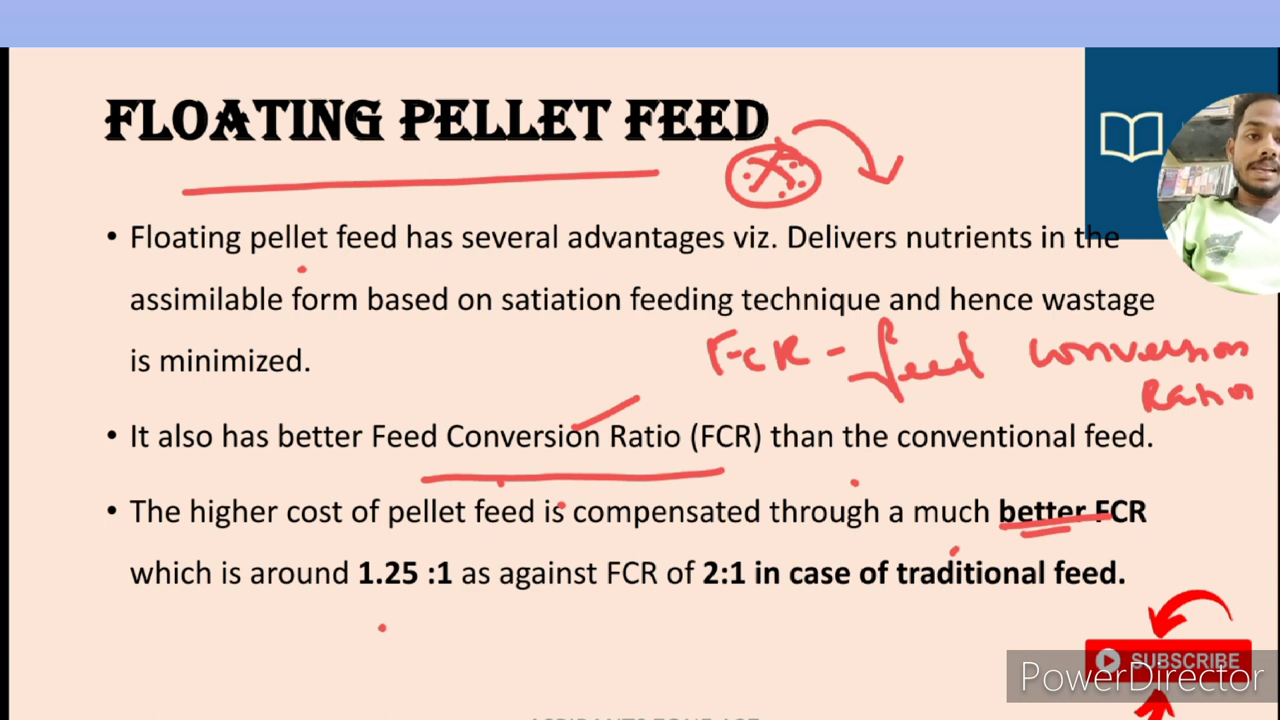 FLOATING PELLET FEED
• Floating pellet feed has several advantages viz. Delivers nutrients in the
assimilable form based on satiation feeding technique and hence wastage
is minimized.
FCR - feed conversion
Ratio
• It also has better Feed Conversion Ratio (FCR) than the conventional feed.
• The higher cost of pellet feed is compensated through a much better FCR
which is around 1.25 :1 as against FCR of 2:1 in case of traditional feed.
SUBSCRIBE
PowerDirector